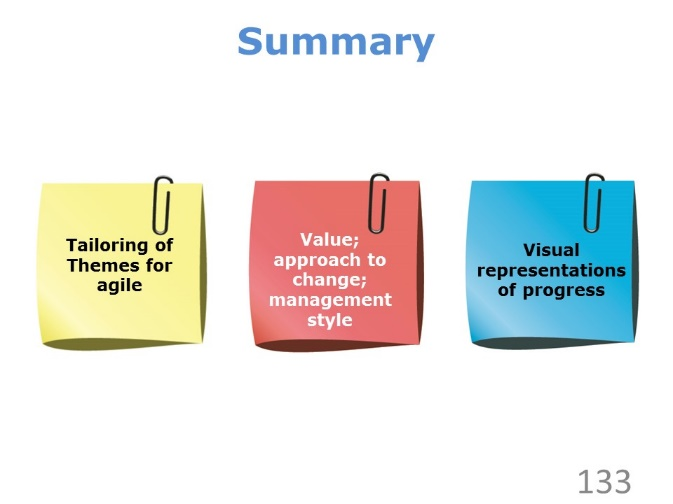 Summary
Tailoring of
Themes for
agile
Value;
approach to
change;
management
style
Visual
representations
of progress
133